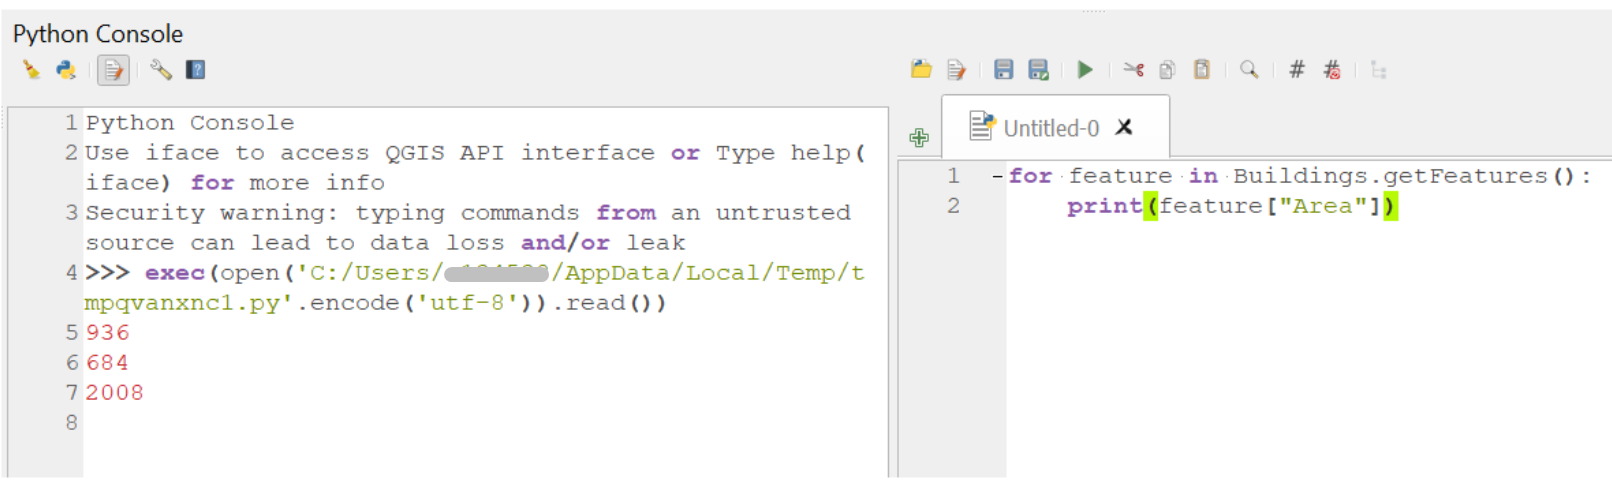 Python Console
1 Python Console
2 Use iface to access QGIS API interface or Type help(
iface) for more info
3 Security warning: typing commands from an untrusted
source can lead to data loss and/or leak
4 >>> exec(open('C:/Users/ /AppData/Local/Temp/t
mpqvanxnc1.py'.encode('utf-8')).read())
5 936
6 684
7 2008
8
Untitled-0
1 for feature in Buildings.getFeatures():
2 print(feature["Area"])